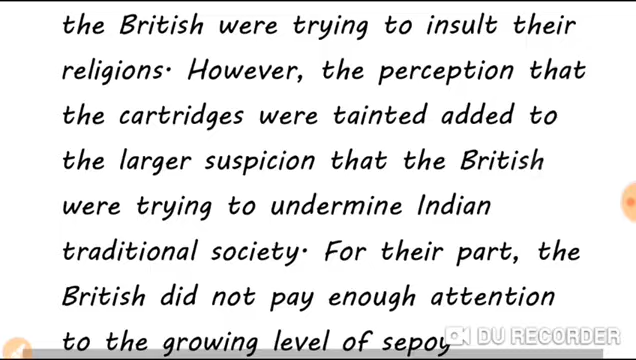 the British were trying to insult their
religions. However, the perception that
the cartridges were tainted added to
the larger suspicion that the British
were trying to undermine Indian
traditional society. For their part, the
British did not pay enough attention
to the growing level of sepoy
DU RECORDER